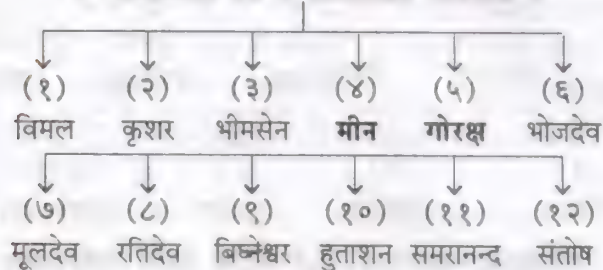 (१) (२) (३) (४) (५) (६)
विमल कृशर भीमसेन मीन गोरक्ष भोजदेव
(७) (८) (९) (१०) (११) (१२)
मूलदेव रतिदेव बिघ्नेश्वर हुताशन समरानन्द संतोष